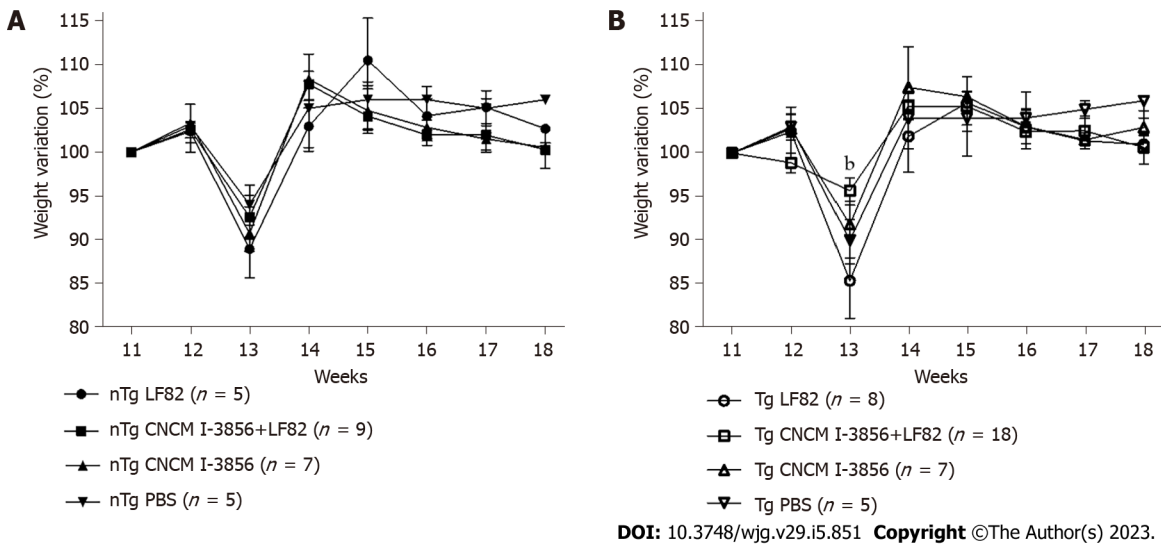 A
Weight variation (%)
115
110
105
100
95
90
85
80
11 12 13 14 15 16 17 18
Weeks
nTg LF82 (n = 5)
nTg CNCM I-3856+LF82 (n = 9)
nTg CNCM I-3856 (n = 7)
nTg PBS (n = 5)
B
Weight variation (%)
115
110
105
100
95
90
85
80
b
11 12 13 14 15 16 17 18
Weeks
Tg LF82 (n = 8)
Tg CNCM I-3856+LF82 (n = 18)
Tg CNCM I-3856 (n = 7)
Tg PBS (n = 5)
DOI: 10.3748/wjg.v29.i5.851 Copyright ©The Author(s) 2023.